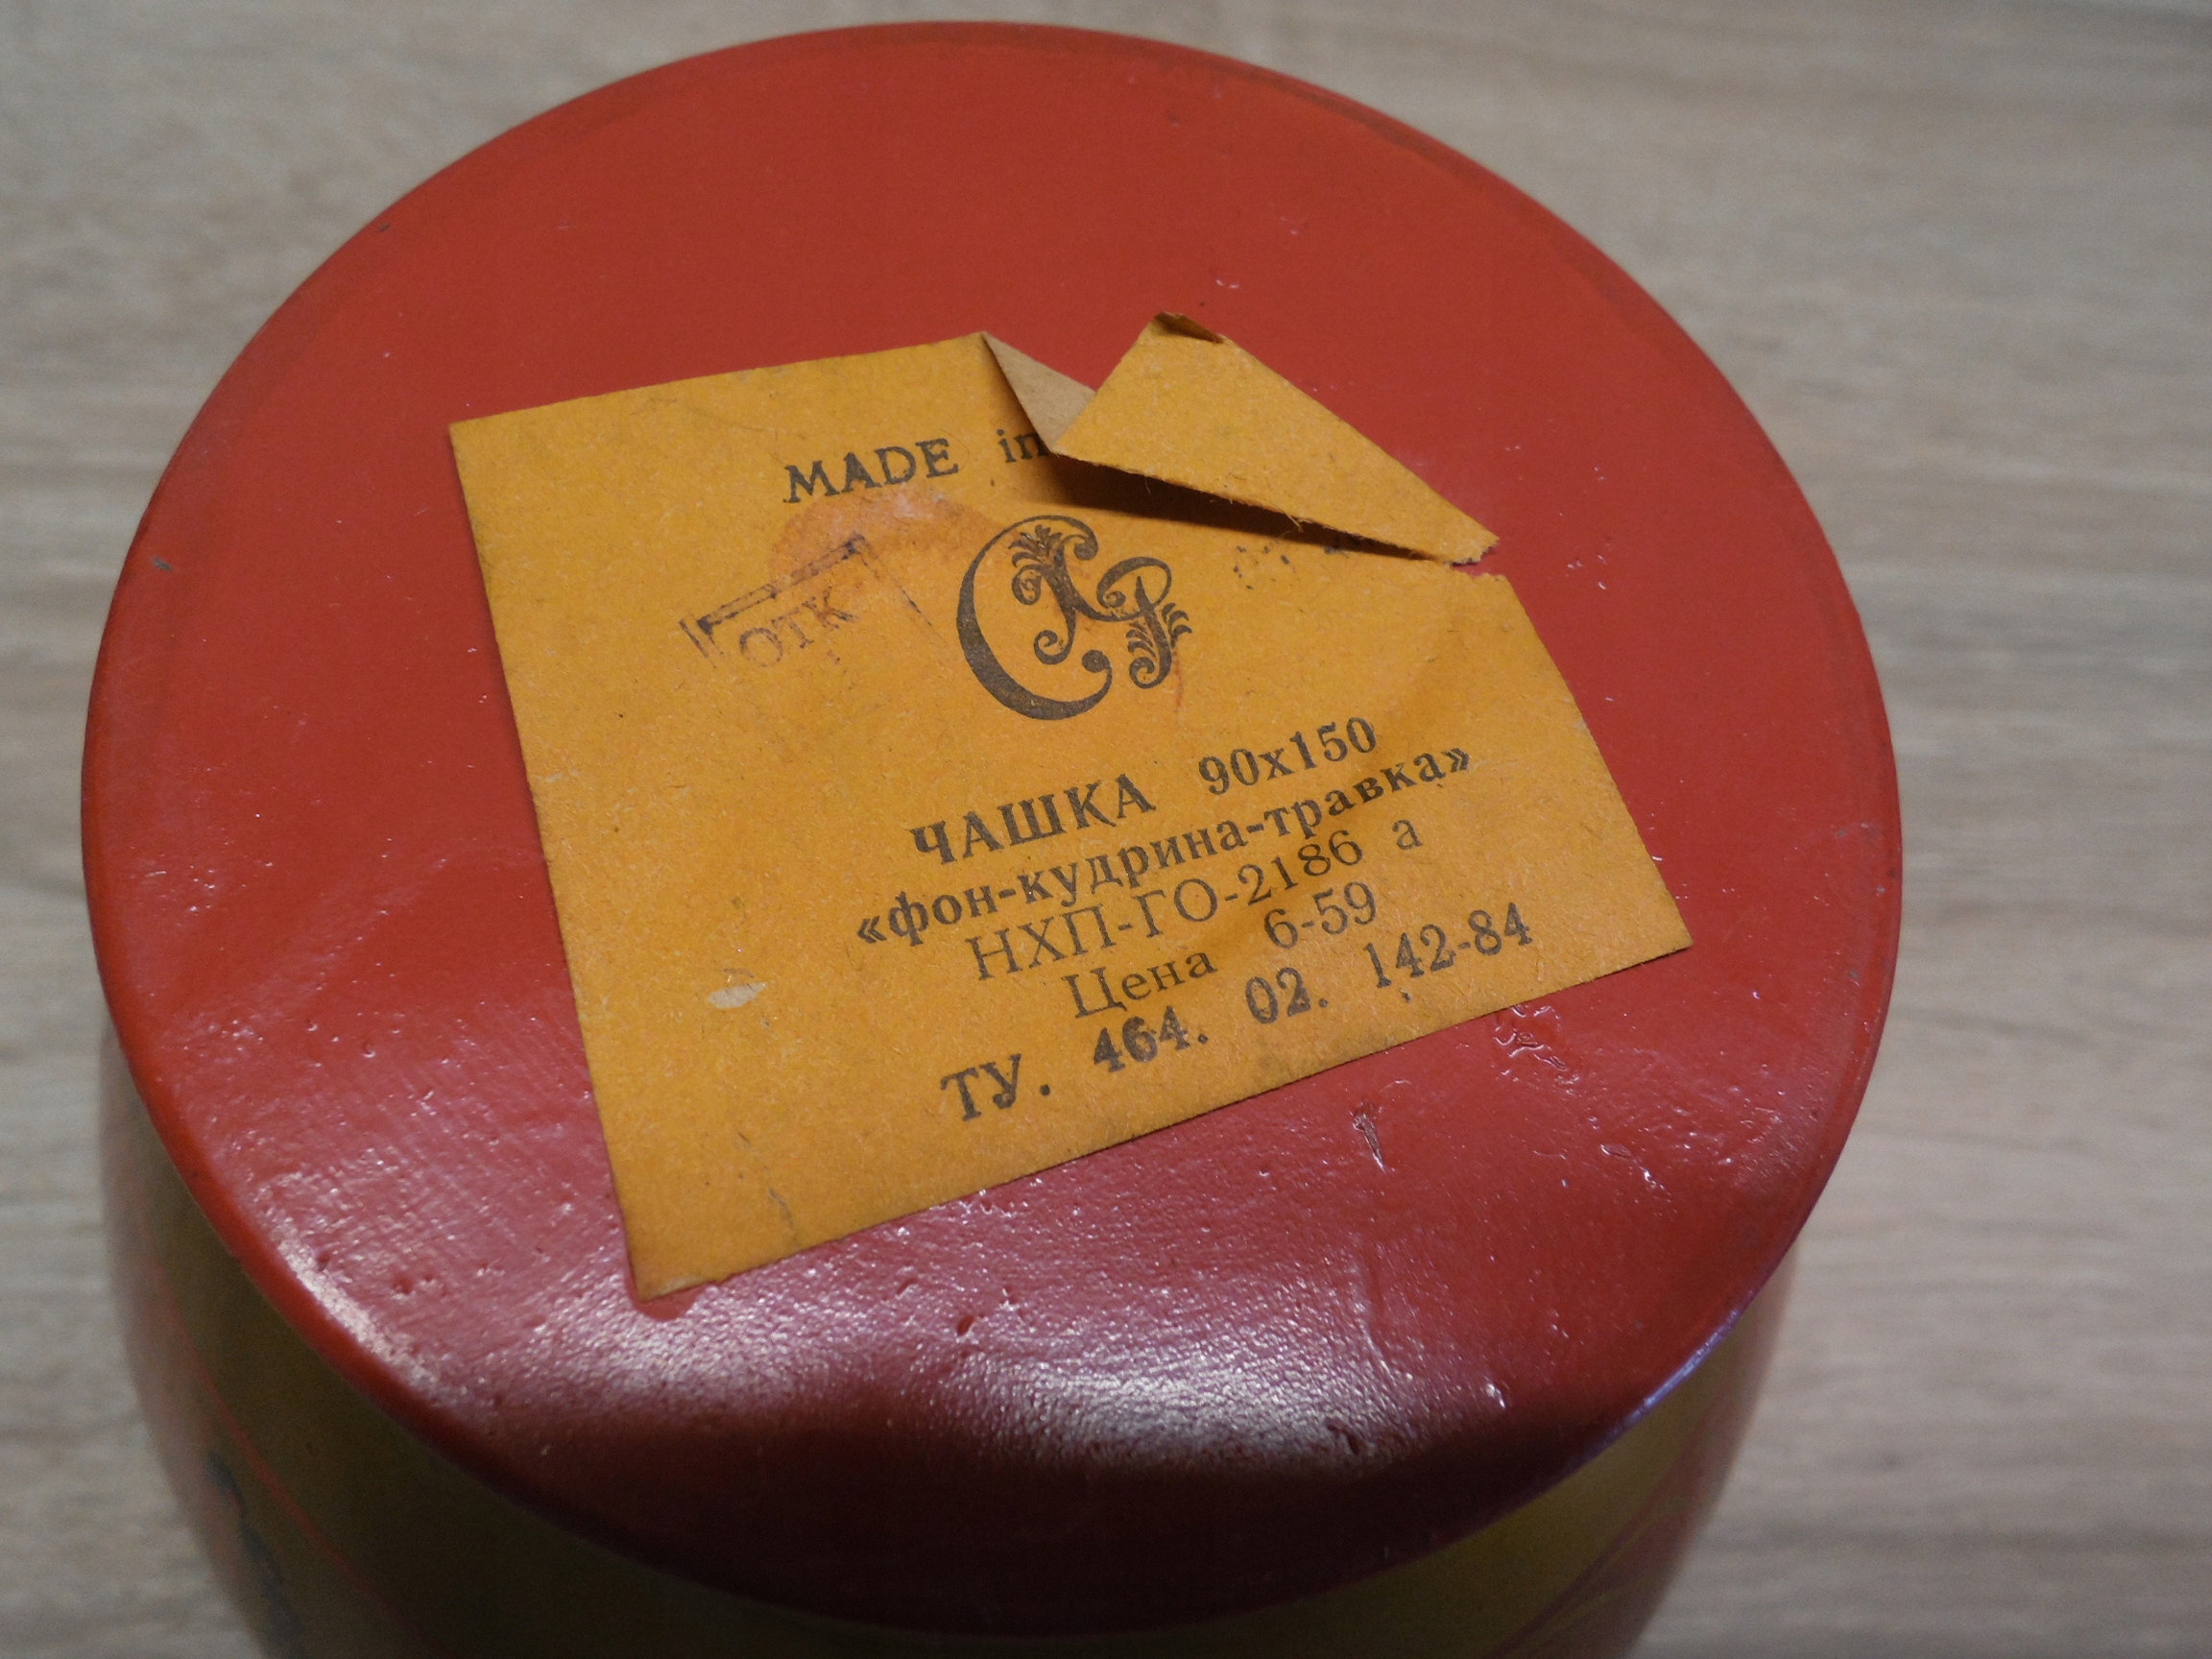 MADE in
ОТК
СХР
ЧАШКА 90х150
«фон-кудрина-травка»
НХП-ГО-2186 а
Цена 6-59
ТУ. 464. 02. 142-84